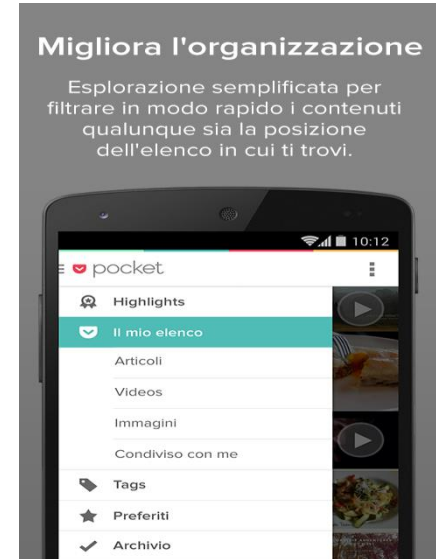 Migliora l'organizzazione
Esplorazione semplificata per
filtrare in modo rapido i contenuti
qualunque sia la posizione
dell'elenco in cui ti trovi.
10:12
pocket
Highlights
Il mio elenco
Articoli
Videos
Immagini
Condiviso con me
Tags
Preferiti
Archivio